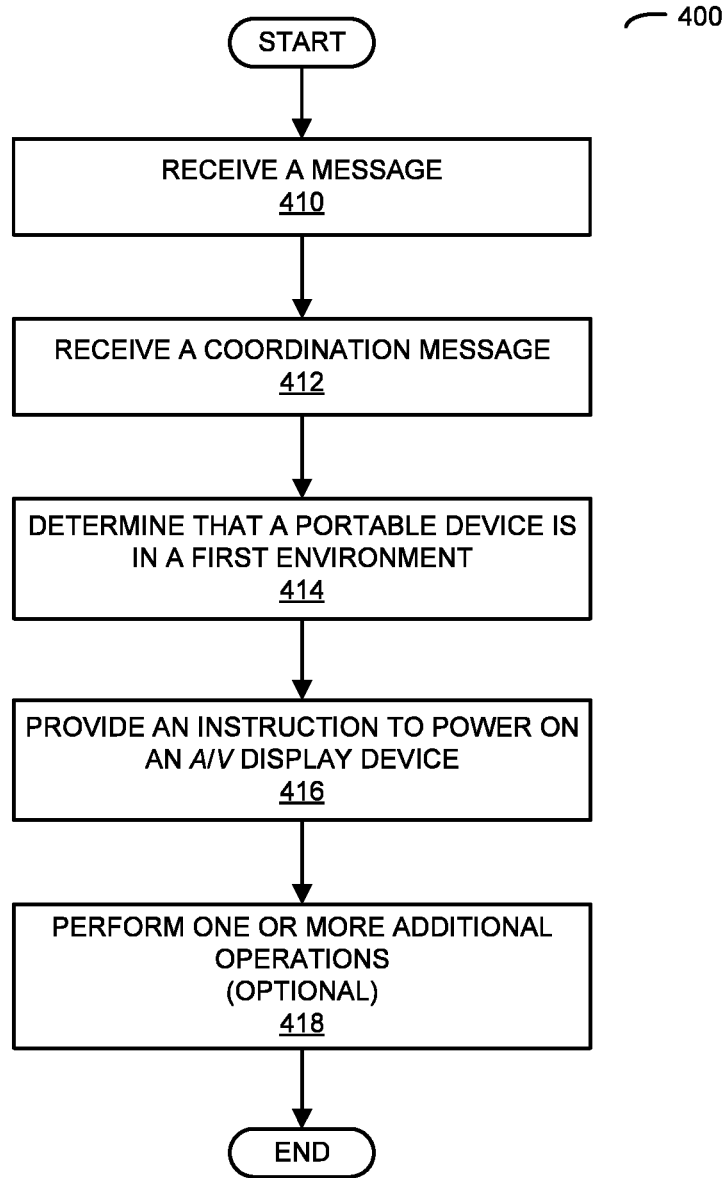 400
START
RECEIVE A MESSAGE
410
RECEIVE A COORDINATION MESSAGE
412
DETERMINE THAT A PORTABLE DEVICE IS
IN A FIRST ENVIRONMENT
414
PROVIDE AN INSTRUCTION TO POWER ON
AN A/V DISPLAY DEVICE
416
PERFORM ONE OR MORE ADDITIONAL
OPERATIONS
(OPTIONAL)
418
END